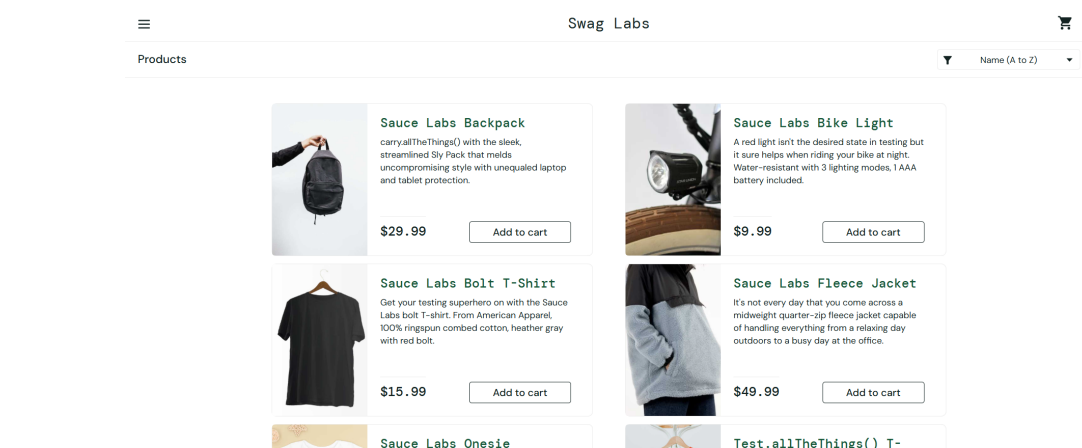 Swag Labs
Products
Name (A to Z)
Sauce Labs Backpack
carry.allTheThings() with the sleek,
streamlined Sly Pack that melds
uncompromising style with unequaled laptop
and tablet protection.
$29.99
Add to cart
Sauce Labs Bike Light
A red light isn't the desired state in testing but
it sure helps when riding your bike at night.
Water-resistant with 3 lighting modes, 1 AAA
battery included.
$9.99
Add to cart
Sauce Labs Bolt T-Shirt
Get your testing superhero on with the Sauce
Labs bolt T-shirt. From American Apparel,
100% ringspun combed cotton, heather gray
with red bolt.
$15.99
Add to cart
Sauce Labs Fleece Jacket
It's not every day that you come across a
midweight quarter-zip fleece jacket capable
of handling everything from a relaxing day
outdoors to a busy day at the office.
$49.99
Add to cart
Sauce Labs Onesie
Test.allTheThings() T-